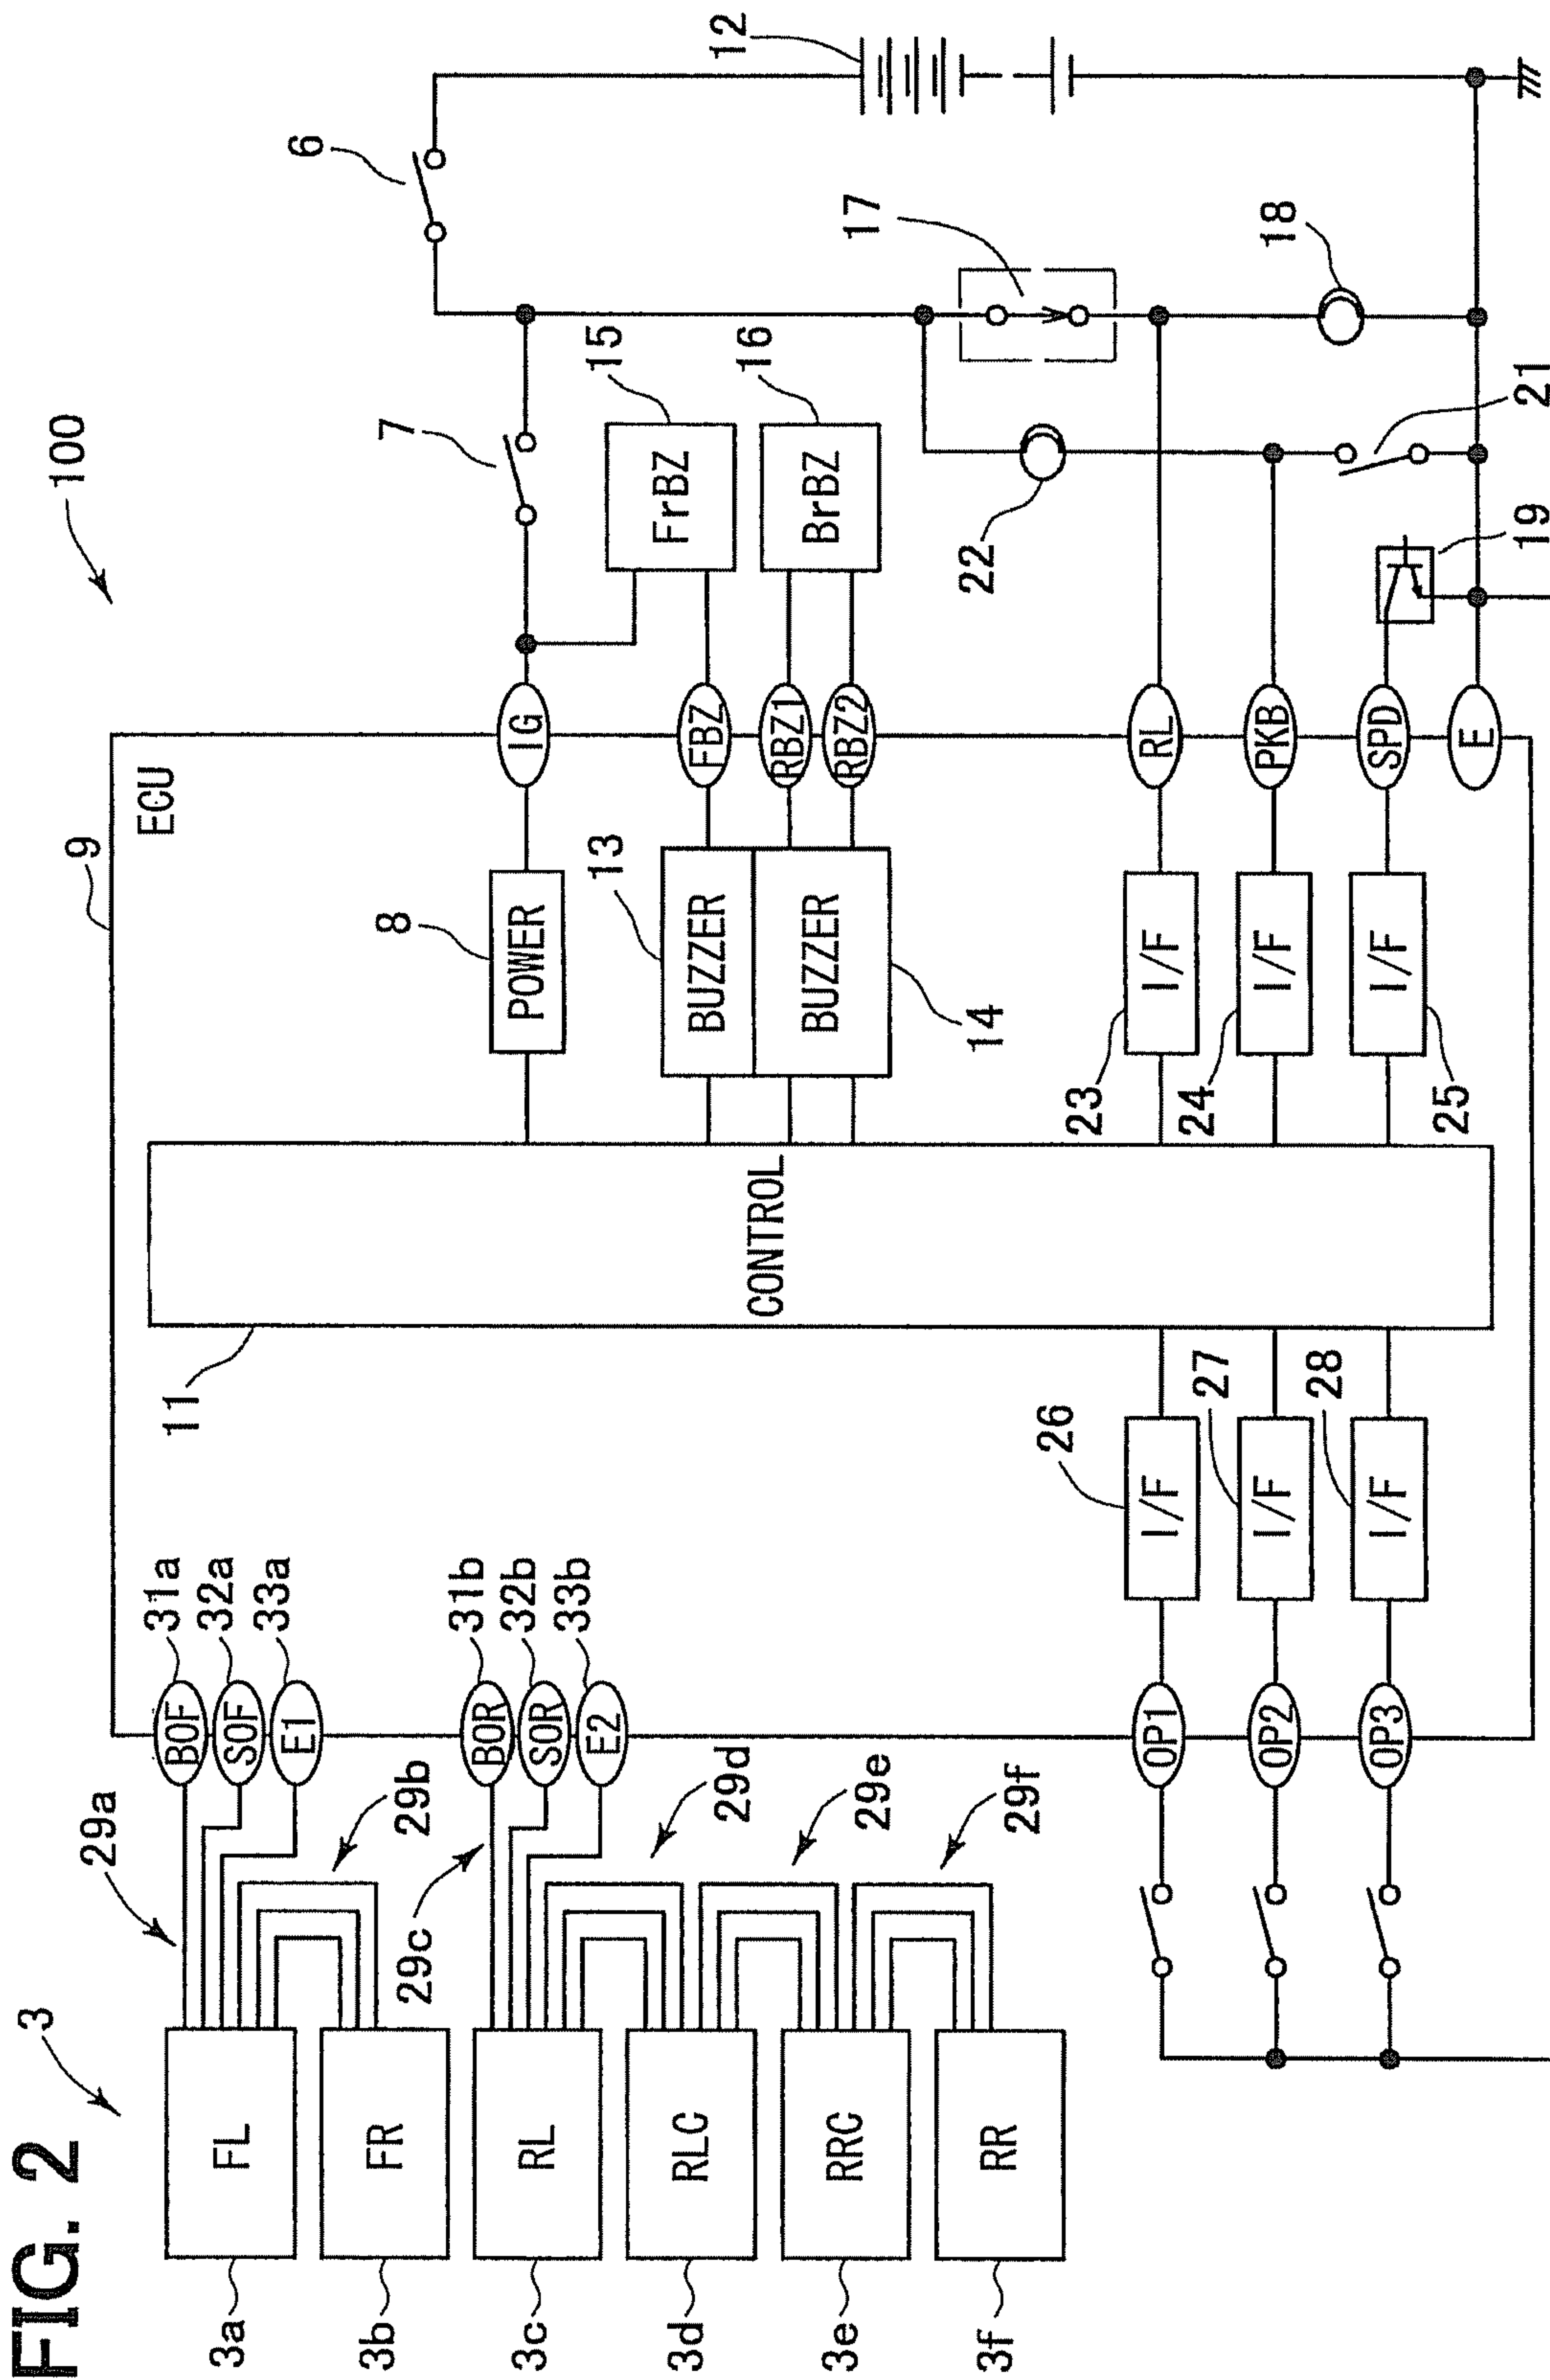 FIG. 2
100
3
9
ECU
6
12
7
8
POWER
IG
15
FrBZ
16
BrBZ
17
18
22
21
19
13
BUZZER
BUZZER
14
FBZ
RBZ1
RBZ2
RL
PKB
SPD
E
23
I/F
24
I/F
25
I/F
11
CONTROL
26
I/F
27
I/F
28
I/F
OP1
OP2
OP3
31a
BOF
32a
SOF
33a
E1
31b
BOR
32b
SOR
33b
E2
29a
29b
29c
29d
29e
29f
3a
FL
3b
FR
3c
RL
3d
RLC
3e
RRC
3f
RR